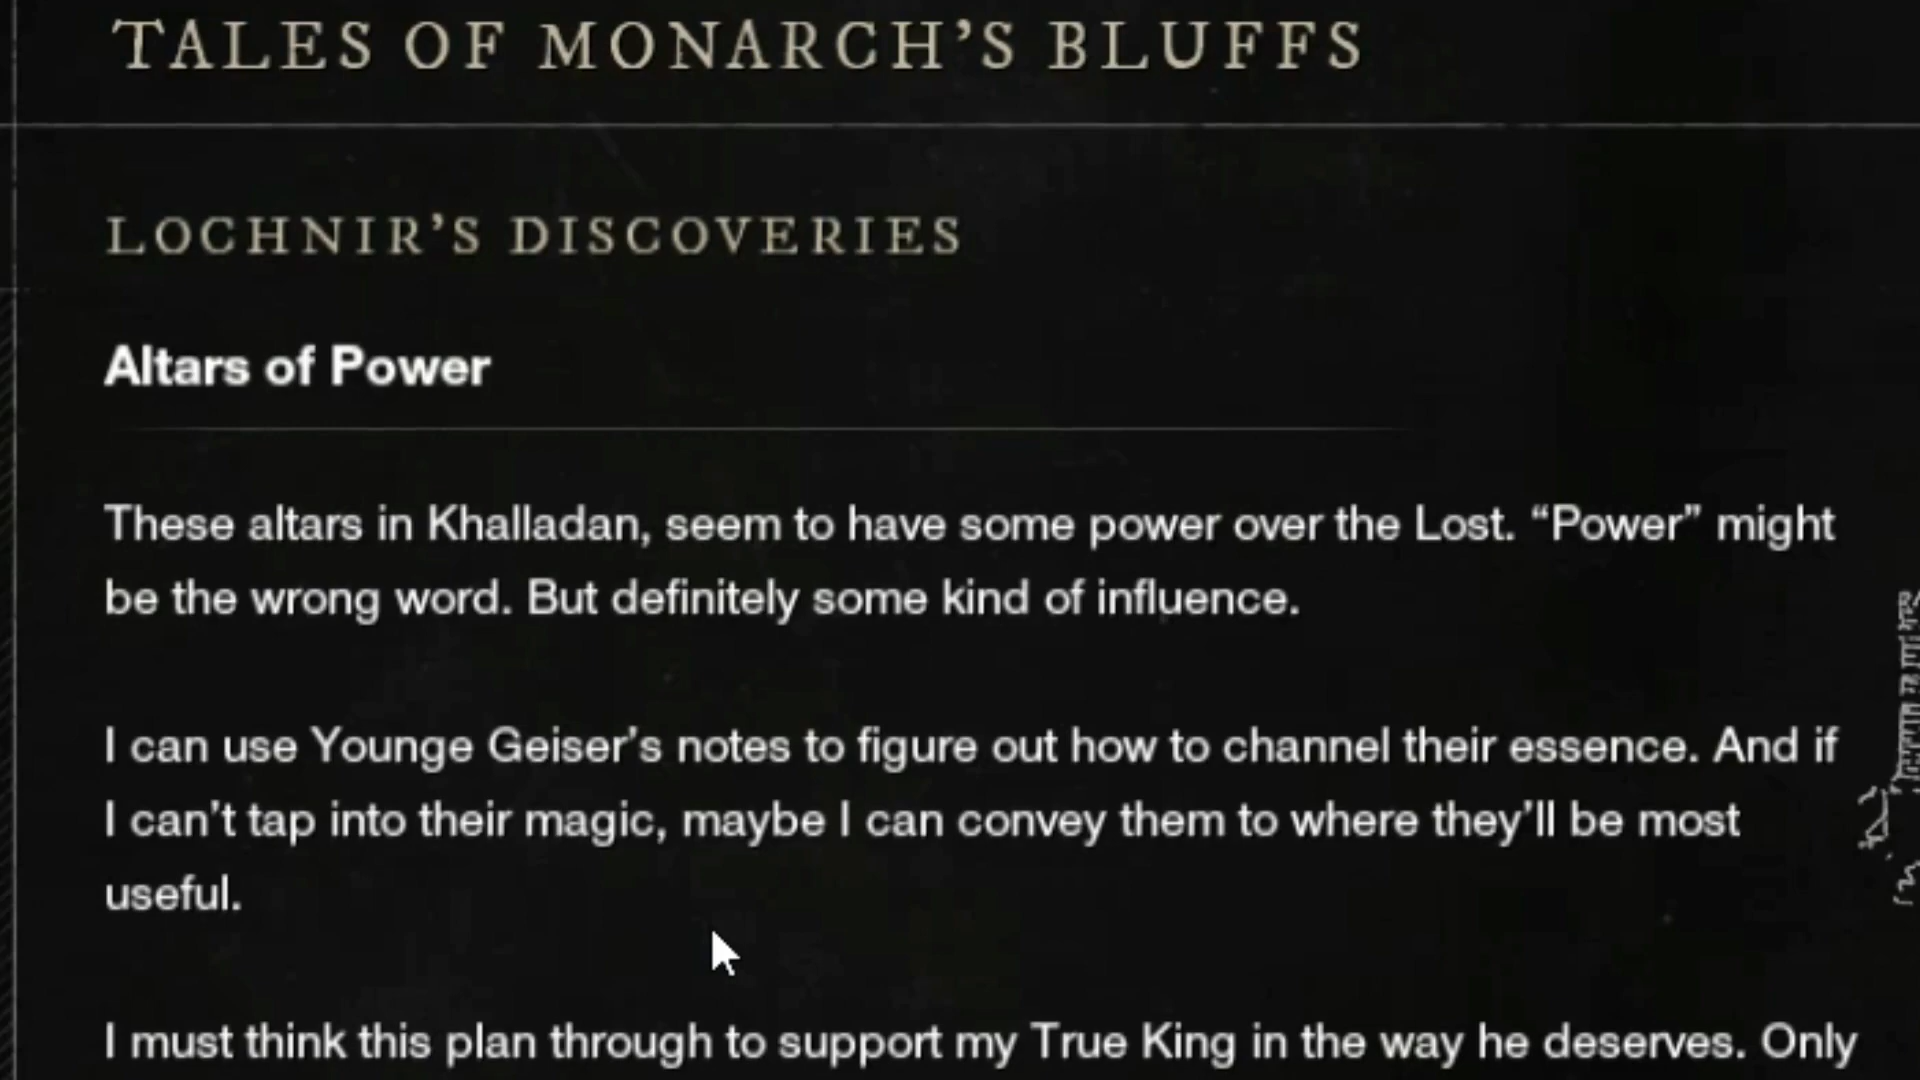 TALES OF MONARCH’S BLUFFS
LOCHNIR’S DISCOVERIES
Altars of Power
These altars in Khalladan, seem to have some power over the Lost. “Power” might
be the wrong word. But definitely some kind of influence.
I can use Younge Geiser’s notes to figure out how to channel their essence. And if
I can’t tap into their magic, maybe I can convey them to where they’ll be most
useful.
I must think this plan through to support my True King in the way he deserves. Only